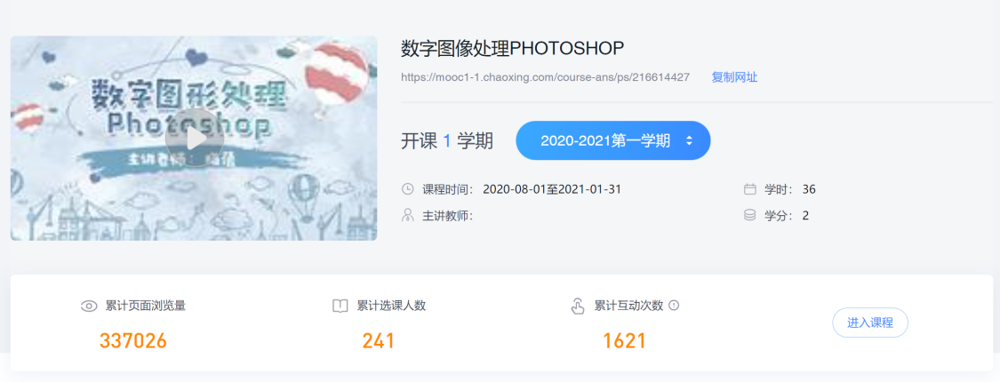 数字图形处理
Photoshop
主讲老师：
数字图像处理PHOTOSHOP
https://mooc1-1.chaoxing.com/course-ans/ps/216614427 复制网址
开课 1 学期 2020-2021第一学期
课程时间： 2020-08-01至2021-01-31 学时： 36
主讲教师： 学分： 2
累计页面浏览量 累计选课人数 累计互动次数
337026 241 1621 进入课程